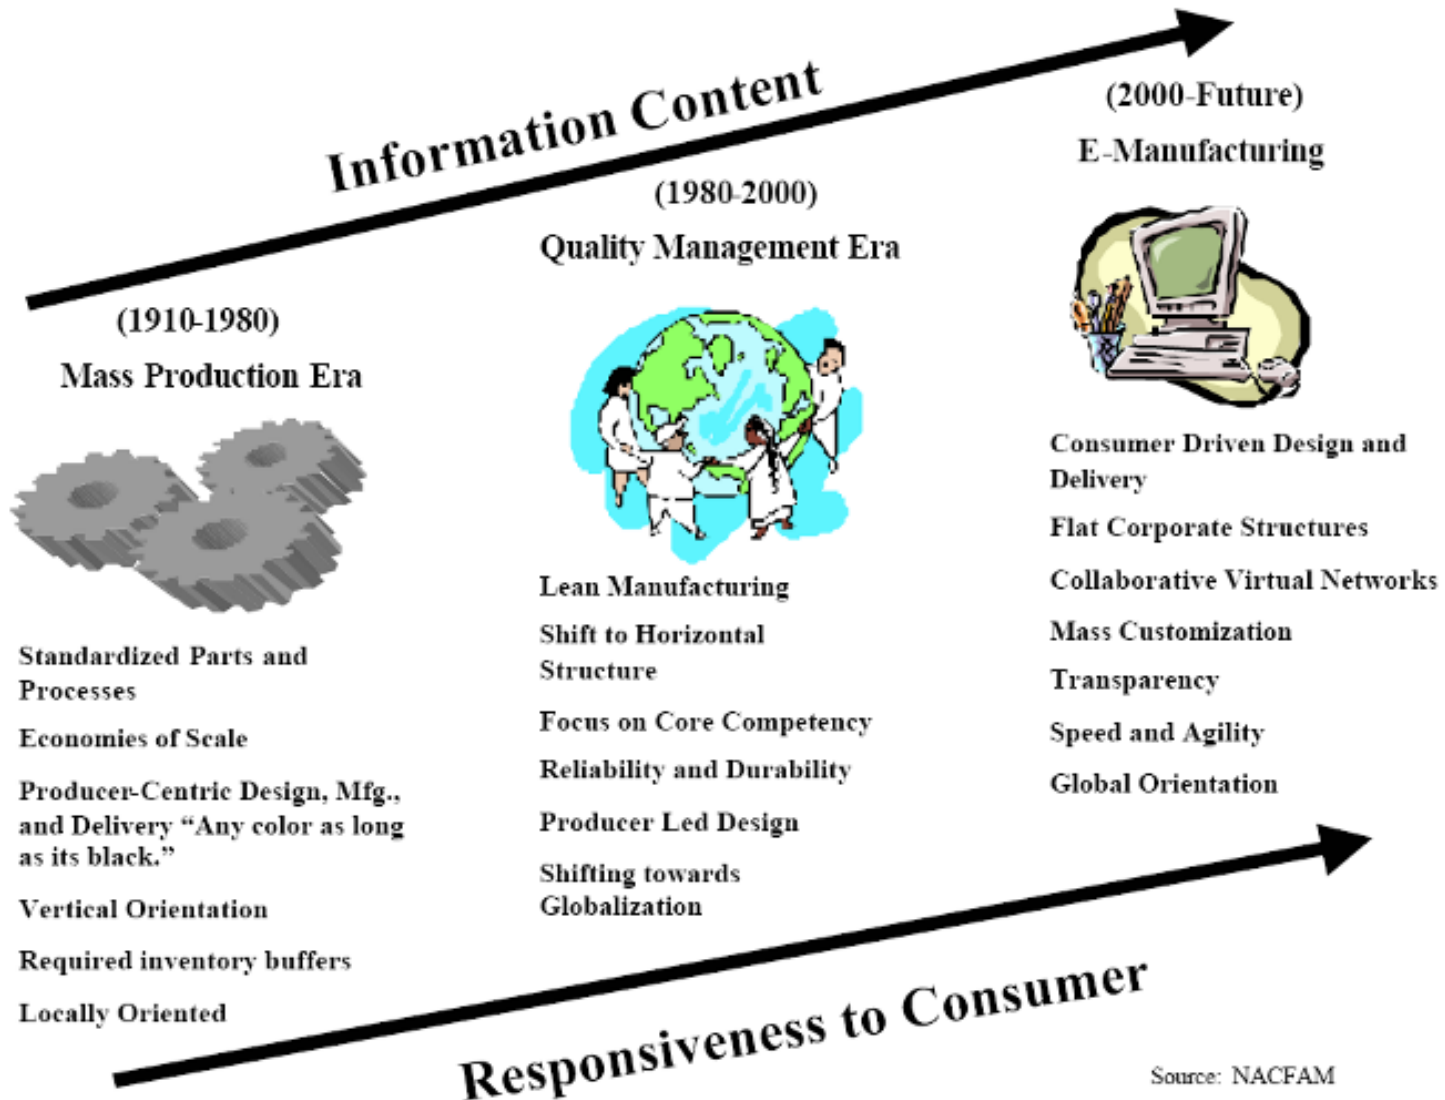 Information Content
(1910-1980)
Mass Production Era
Standardized Parts and
Processes
Economies of Scale
Producer-Centric Design, Mfg.,
and Delivery “Any color as long
as its black.”
Vertical Orientation
Required inventory buffers
Locally Oriented
(1980-2000)
Quality Management Era
Lean Manufacturing
Shift to Horizontal
Structure
Focus on Core Competency
Reliability and Durability
Producer Led Design
Shifting towards
Globalization
(2000-Future)
E-Manufacturing
Consumer Driven Design and
Delivery
Flat Corporate Structures
Collaborative Virtual Networks
Mass Customization
Transparency
Speed and Agility
Global Orientation
Responsiveness to Consumer
Source: NACFAM